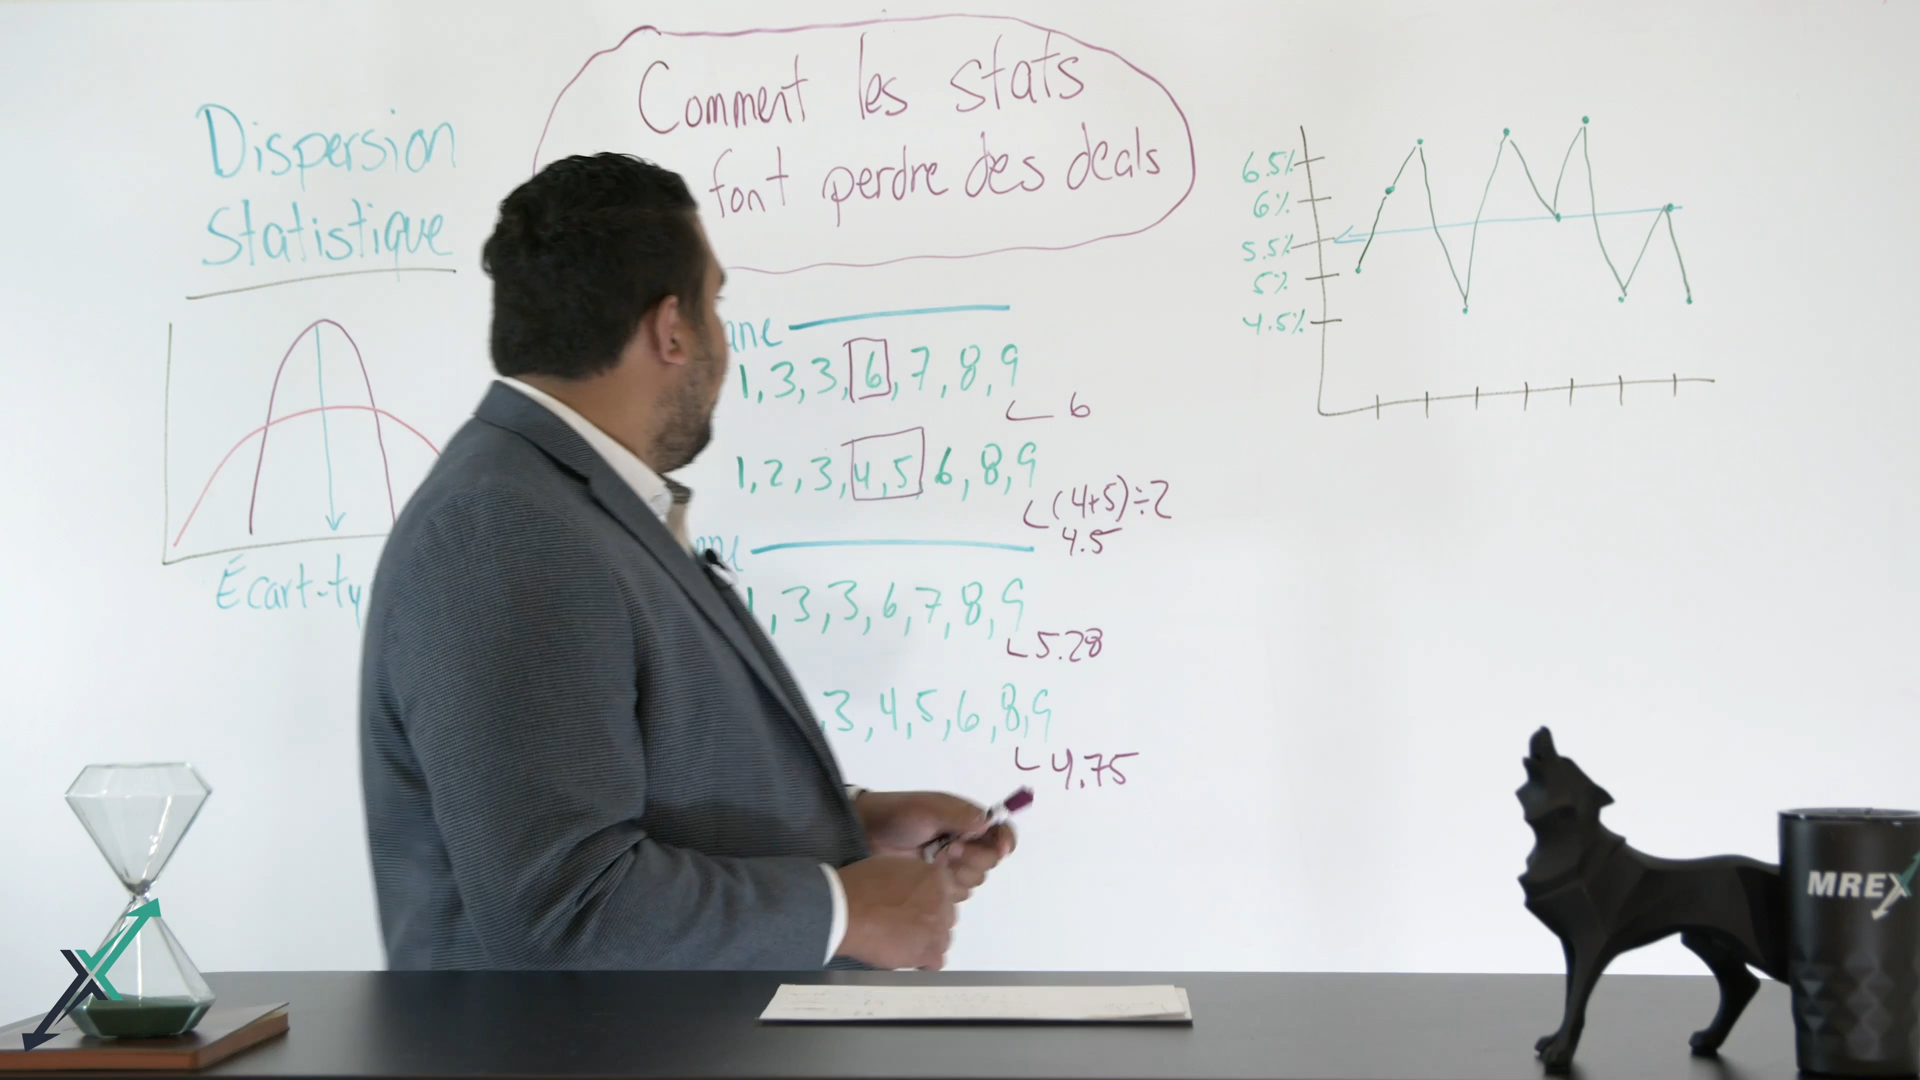 Comment les stats
font perdre des deals
Dispersion
Statistique
Écart-ty
ane
1,3,3,6,7,8,9
6
1,2,3,4,5,6,8,9
(4+5)÷2
4.5
1,3,3,6,7,8,9
5.28
,3,4,5,6,8,9
4.75
6.5%
6%
5.5%
5%
4.5%
MREX